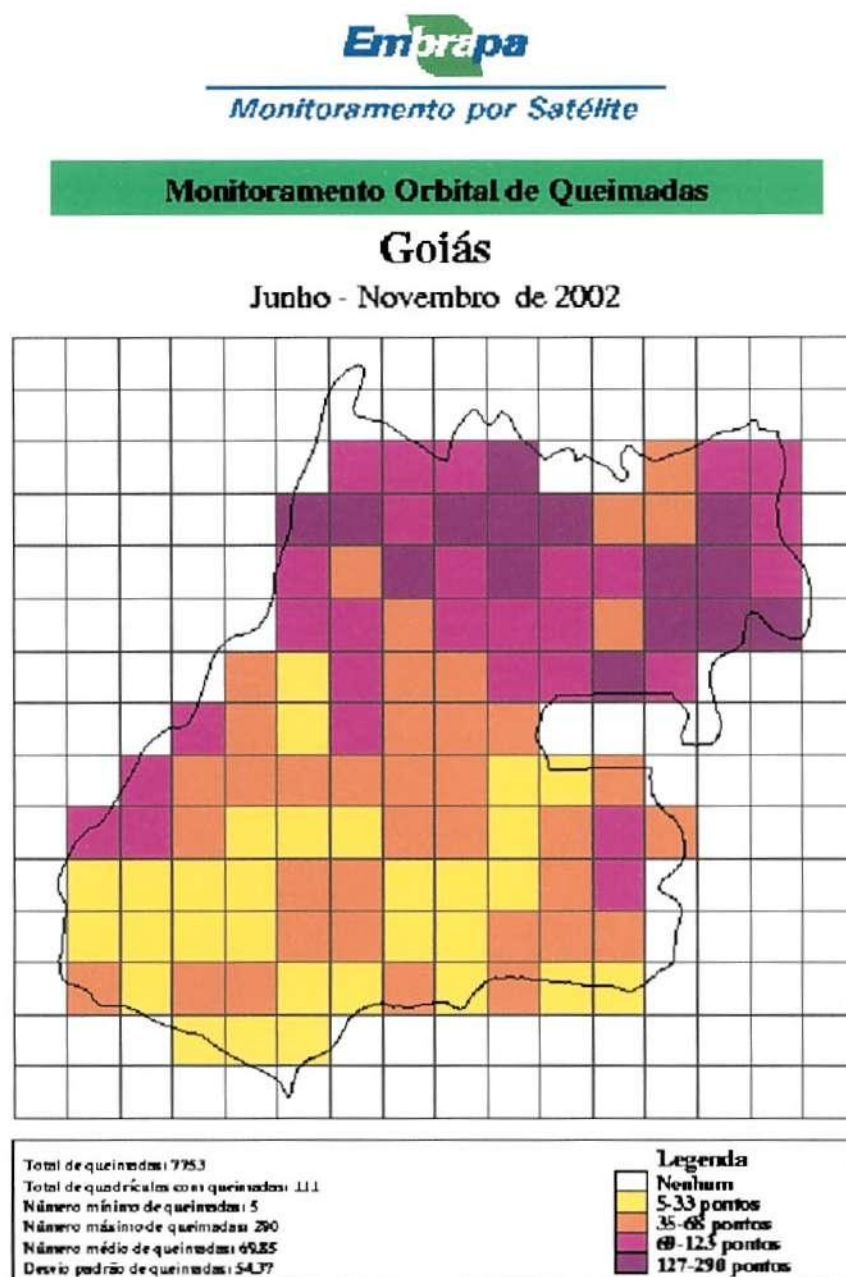 Embrapa
Monitoramento por Satélite
Monitoramento Orbital de Queimadas
Goiás
Junho - Novembro de 2002
Total de queimadas: 7753
Total de quadrículas com queimadas: 111
Número mínimo de queimadas: 5
Número máximo de queimadas: 290
Número médio de queimadas: 69.85
Desvio padrão de queimadas: 54.37
Legenda
Nenhum
5-33 pontos
35-68 pontos
69-123 pontos
127-290 pontos